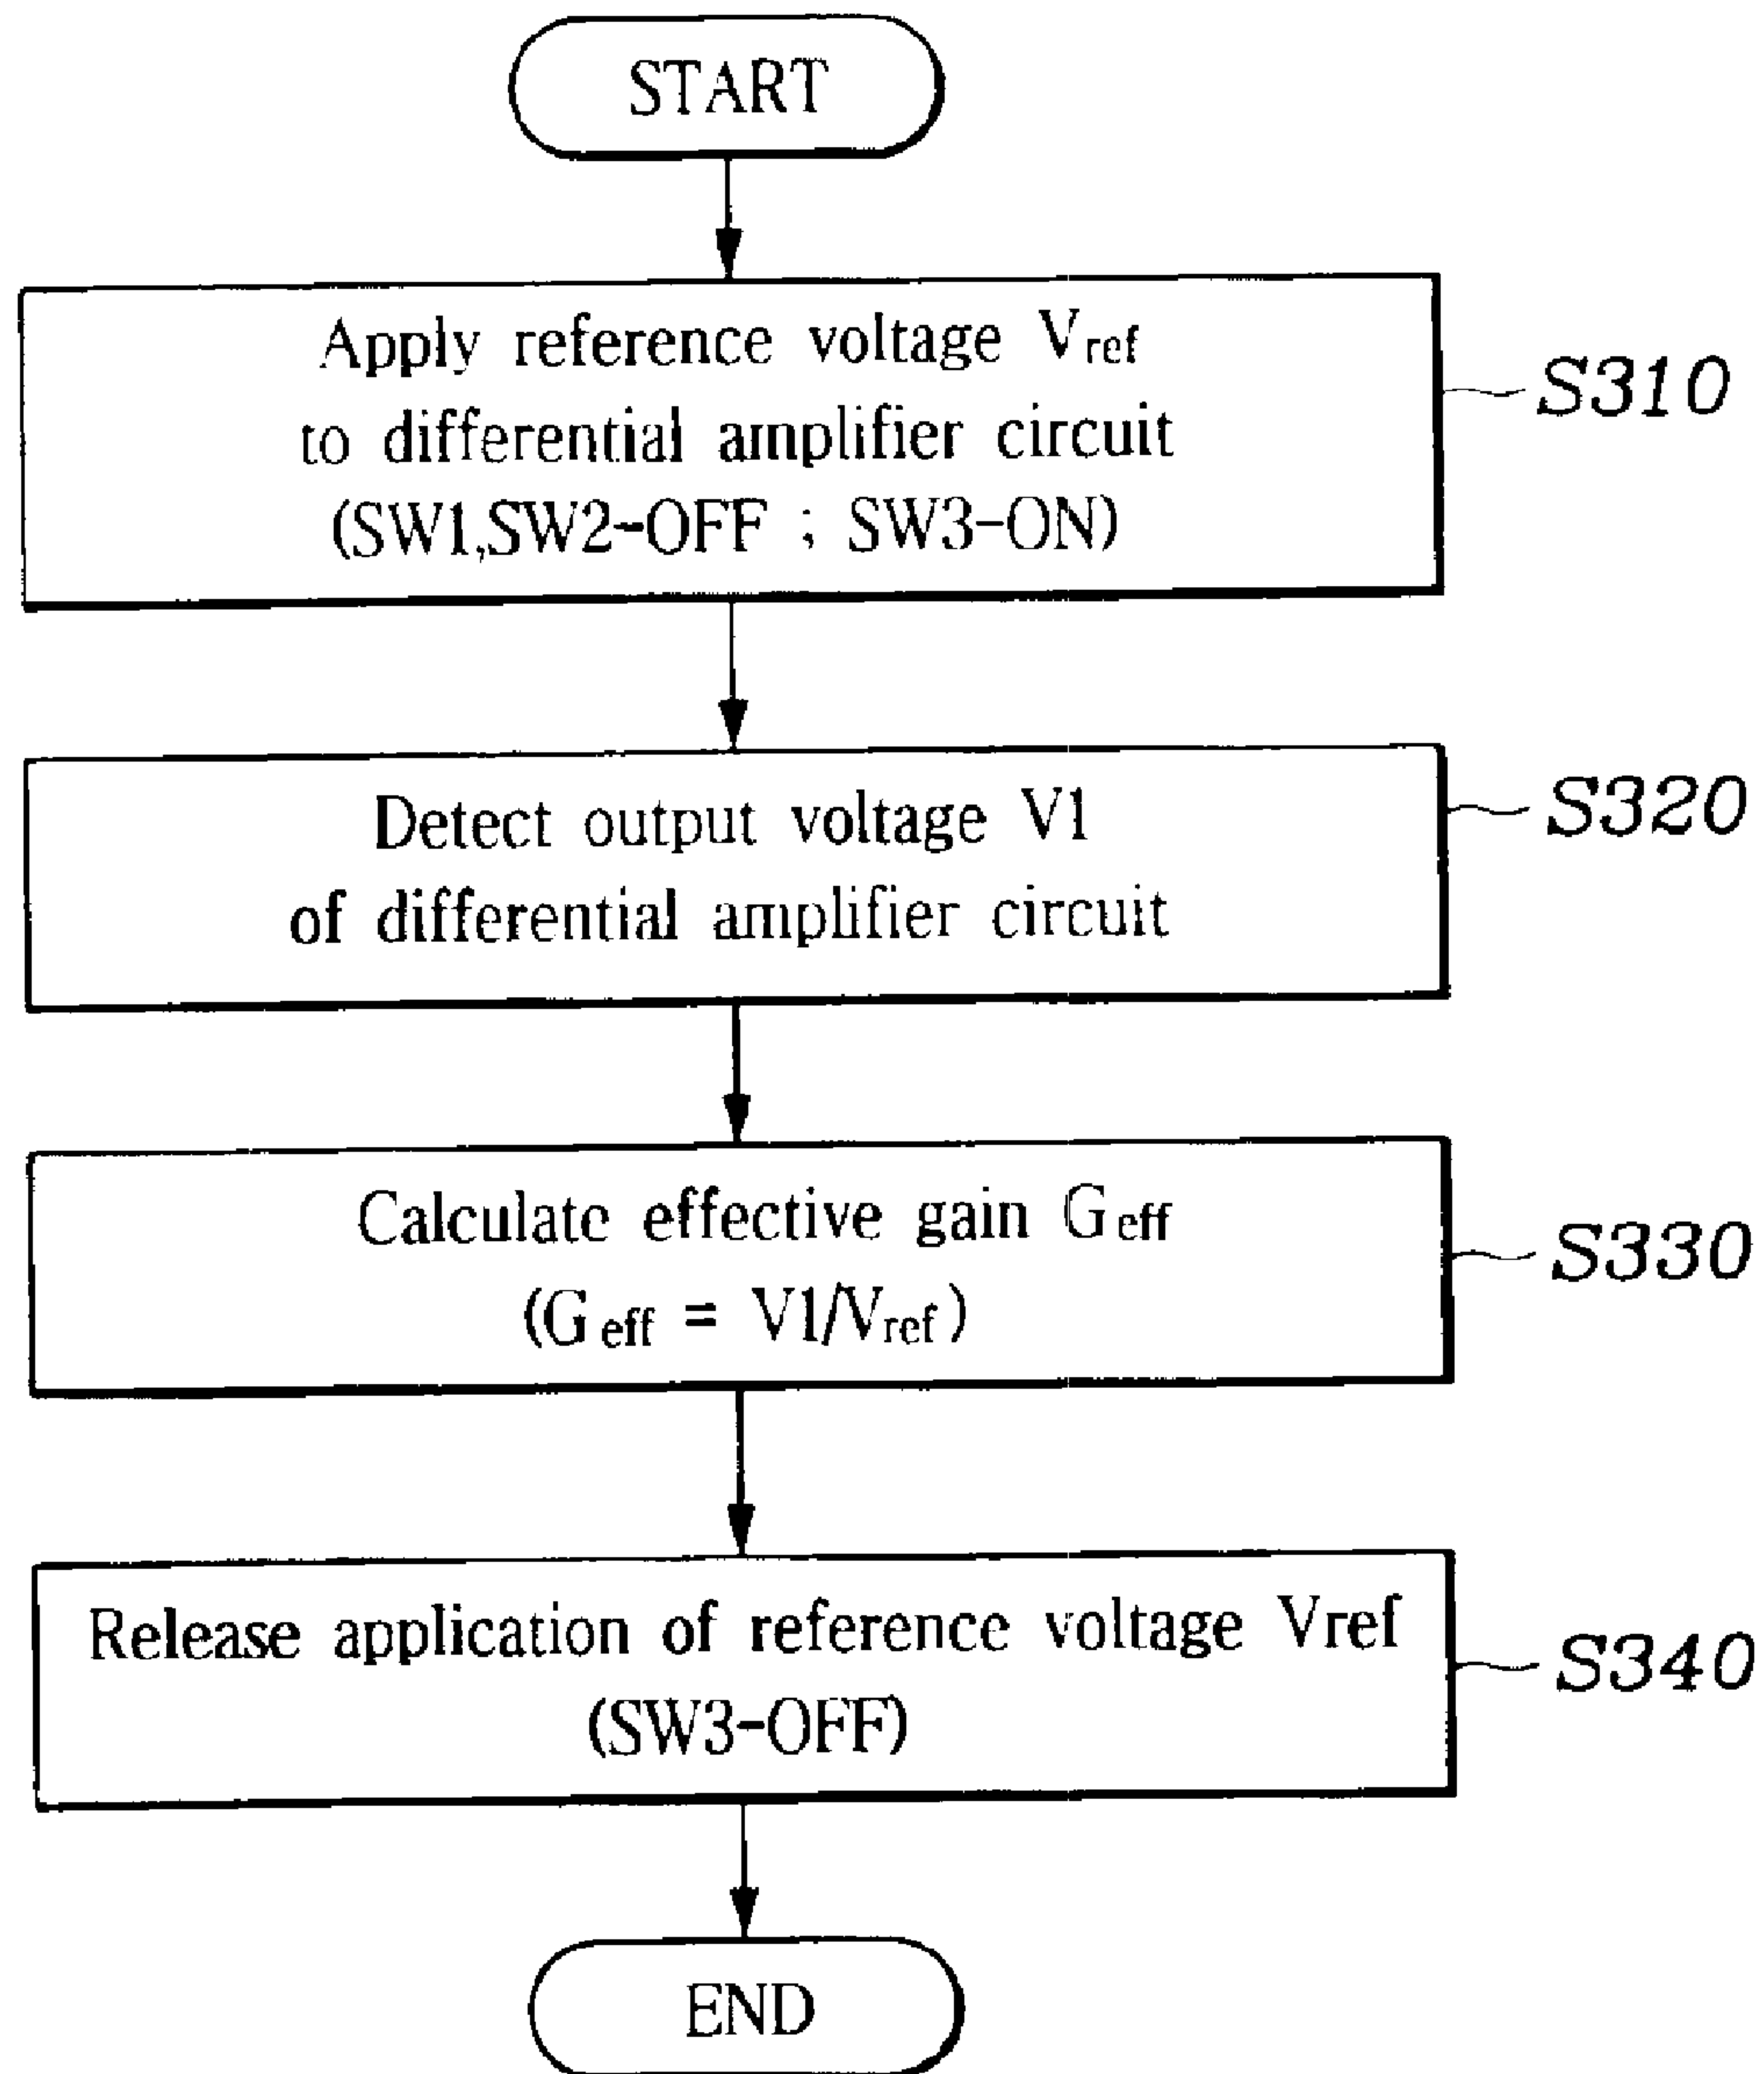 START
Apply reference voltage Vref
to differential amplifier circuit
(SW1,SW2-OFF ; SW3-ON)
S310
Detect output voltage V1
of differential amplifier circuit
S320
Calculate effective gain Geff
(Geff = V1/Vref)
S330
Release application of reference voltage Vref
(SW3-OFF)
S340
END